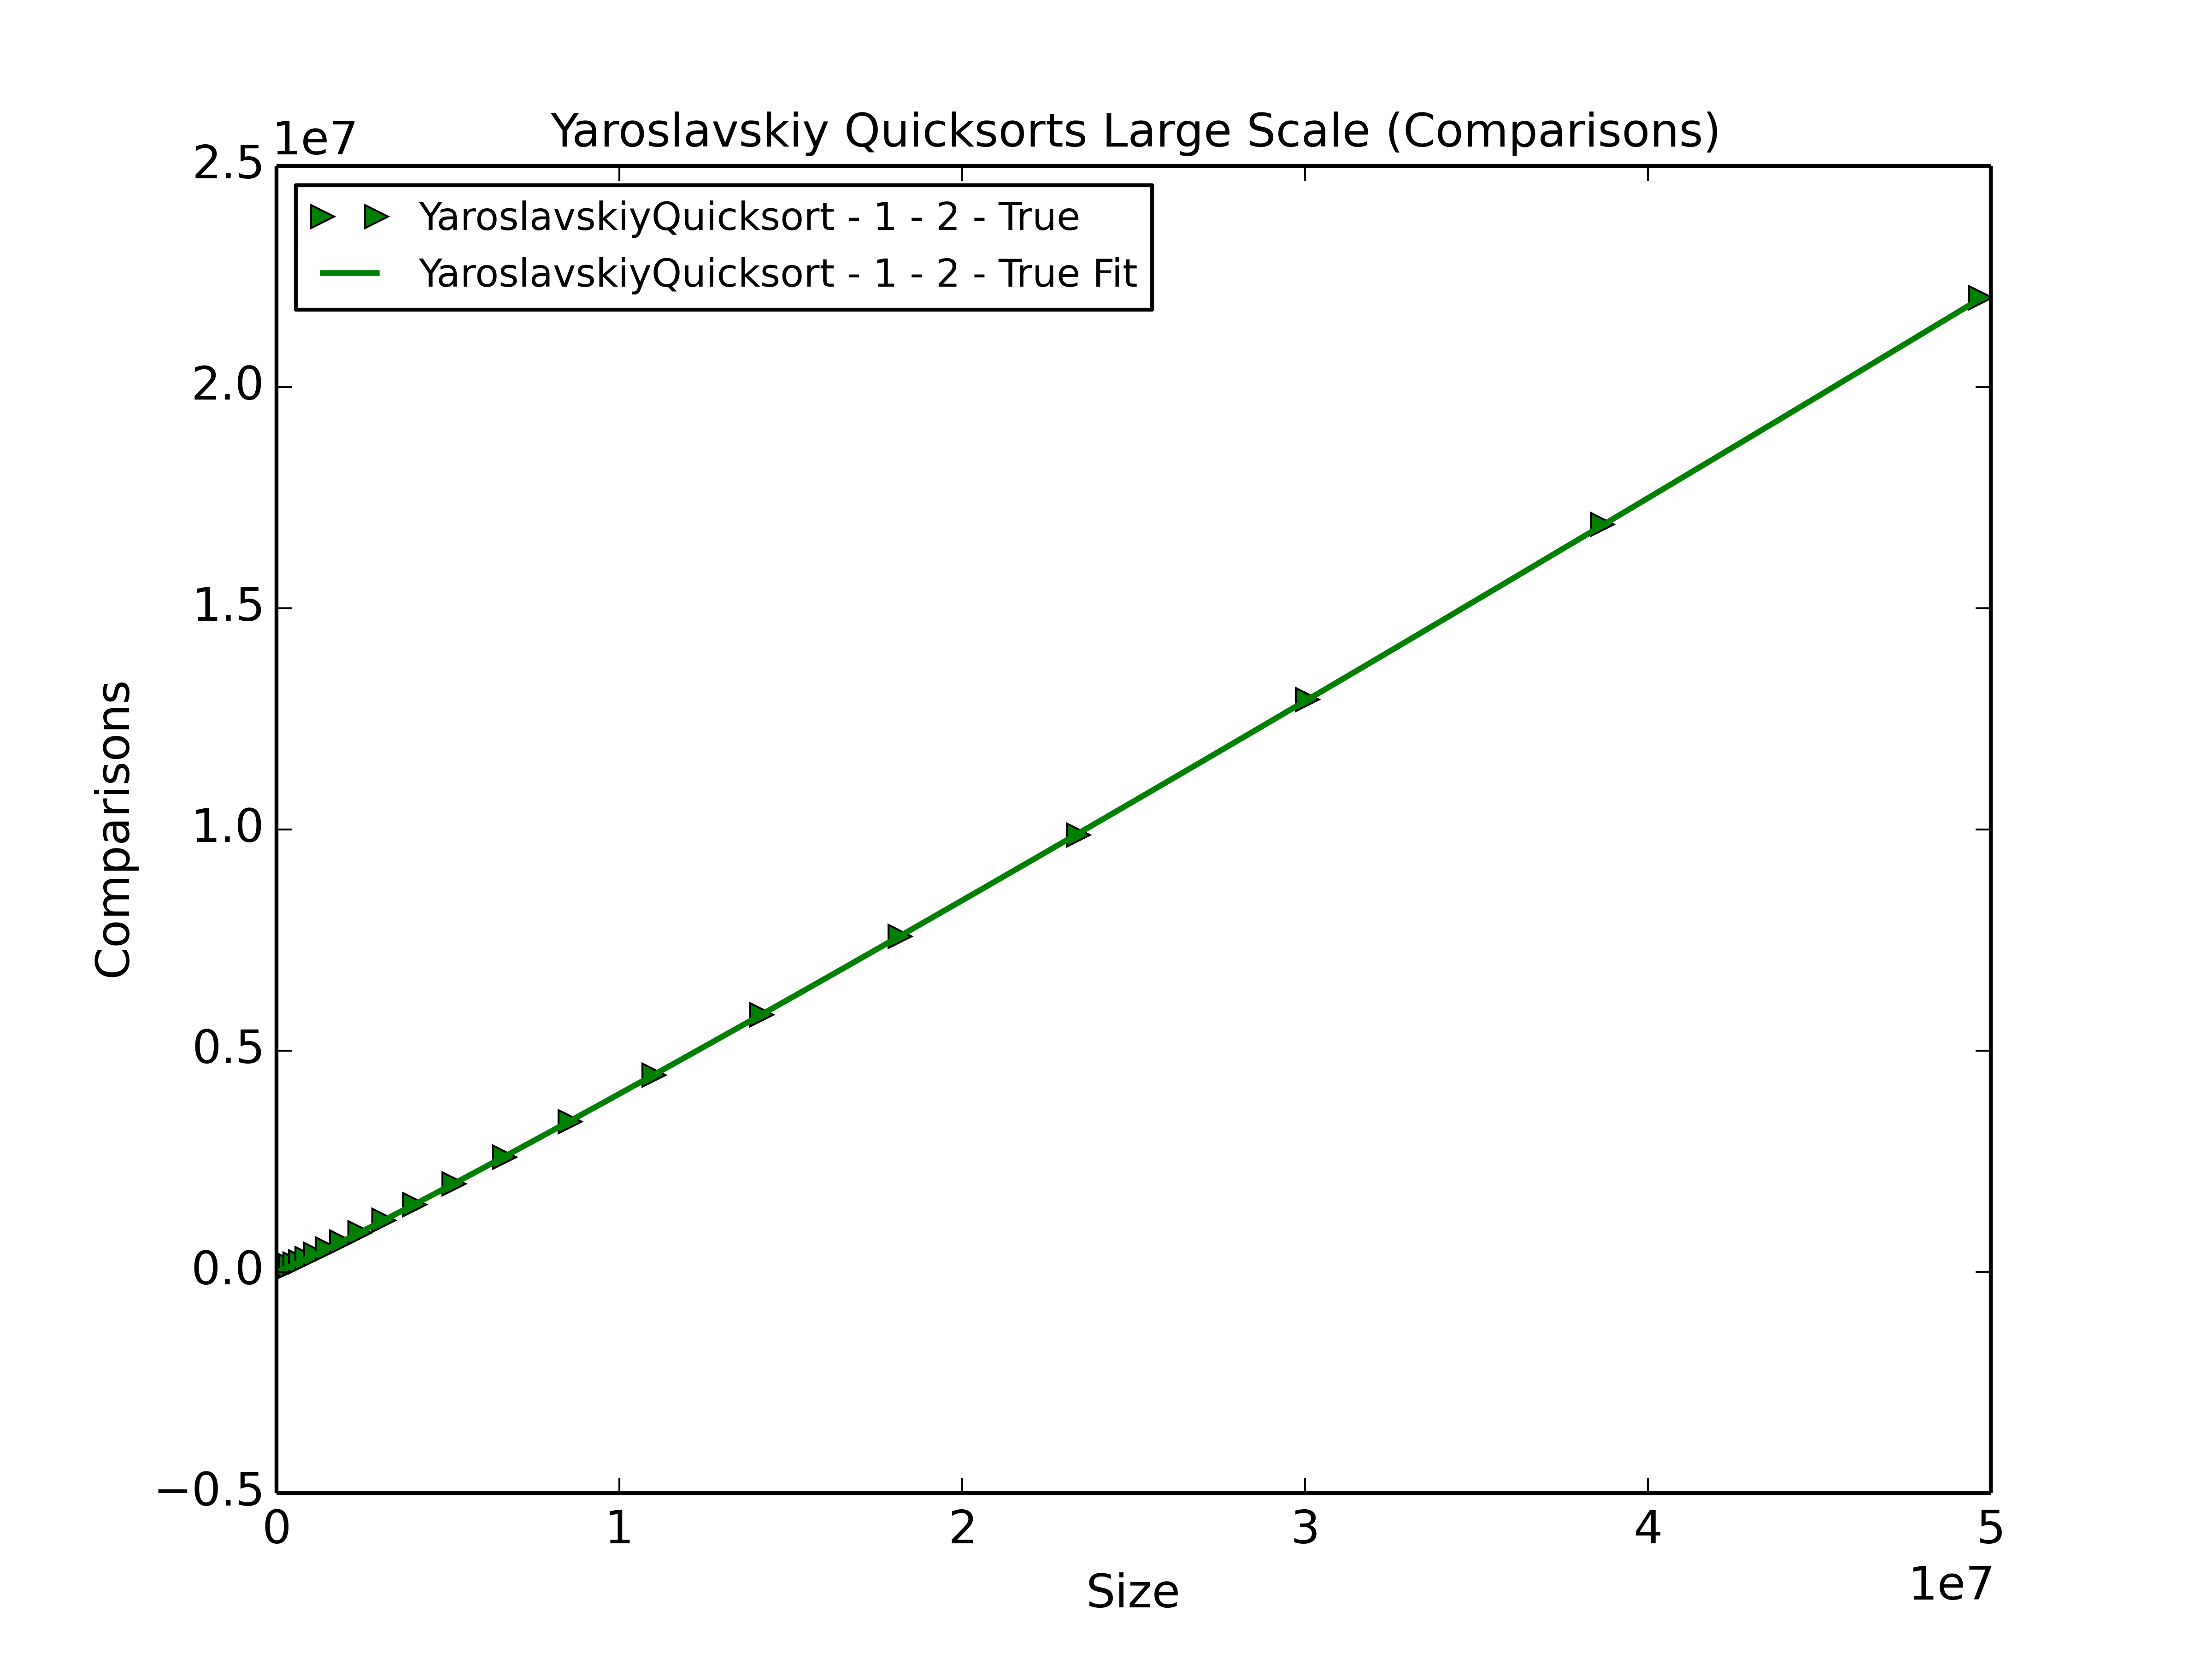 Yaroslavskiy Quicksorts Large Scale (Comparisons)
1e7
2.5
YaroslavskiyQuicksort - 1 - 2 - True
YaroslavskiyQuicksort - 1 - 2 - True Fit
2.0
1.5
1.0
0.5
0.0
−0.5
Comparisons
0 1 2 3 4 5
1e7
Size